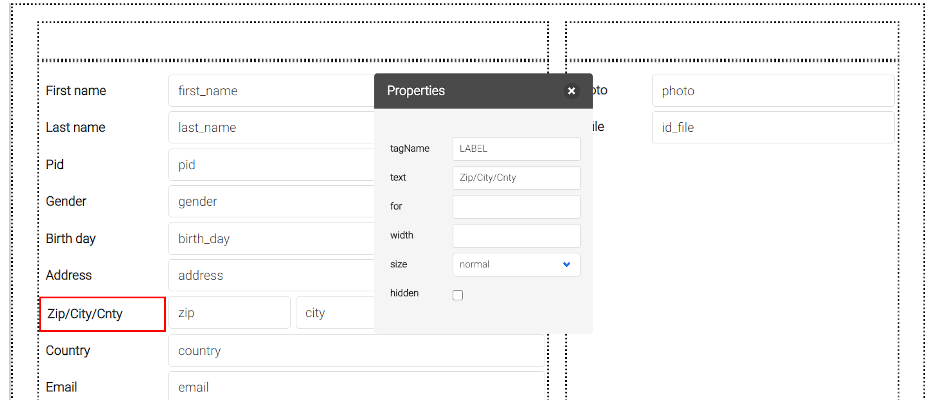 First name
first_name
Last name
last_name
Pid
pid
Gender
gender
Birth day
birth_day
Address
address
Zip/City/Cnty
zip
city
Country
country
Email
email
Properties
tagName
LABEL
text
Zip/City/Cnty
for
width
size
normal
hidden
oto
photo
ile
id_file